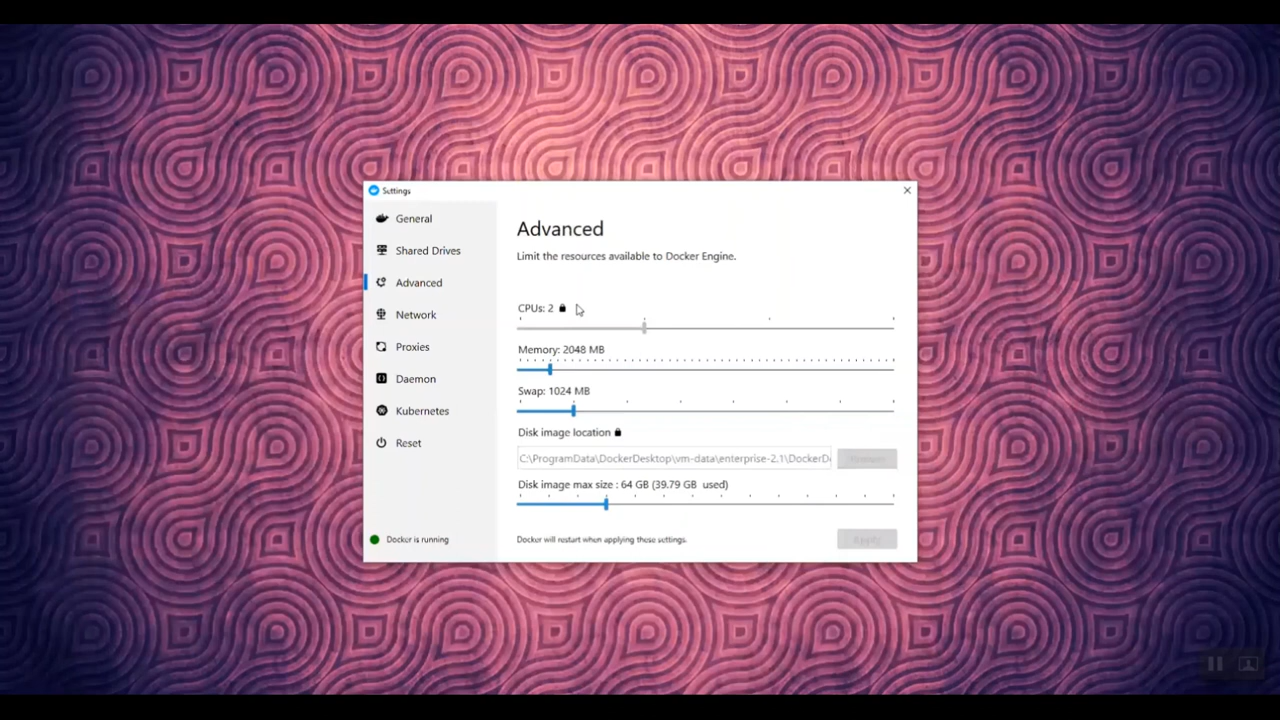 Settings
General
Shared Drives
Advanced
Network
Proxies
Daemon
Kubernetes
Reset
Docker is running
Advanced
Limit the resources available to Docker Engine.
CPUs: 2
Memory: 2048 MB
Swap: 1024 MB
Disk image location
C:\ProgramData\DockerDesktop\vm-data\enterprise-2.1\DockerD
Disk image max size : 64 GB (39.79 GB used)
Docker will restart when applying these settings.
Apply